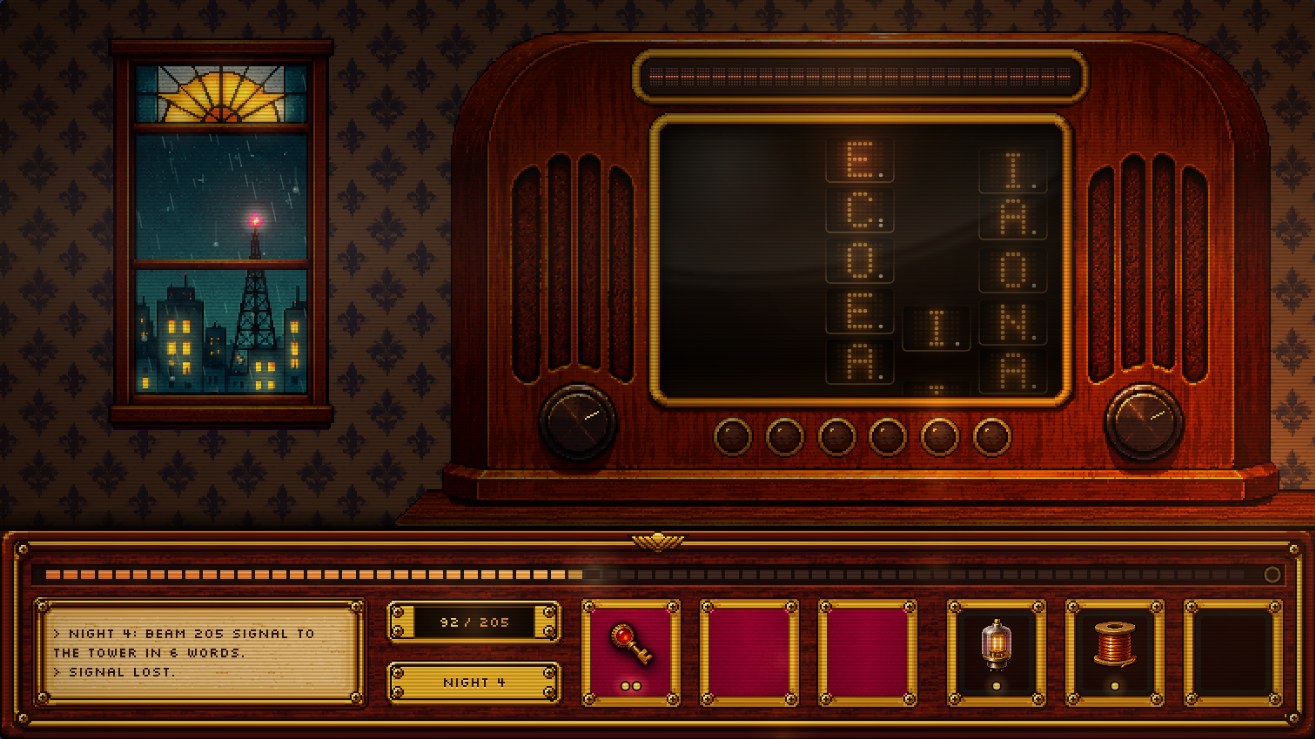 E. I.
C. A.
O. O.
E. I. N.
A. A.
92 / 205
> NIGHT 4: BEAM 205 SIGNAL TO
THE TOWER IN 6 WORDS.
> SIGNAL LOST.
NIGHT 4